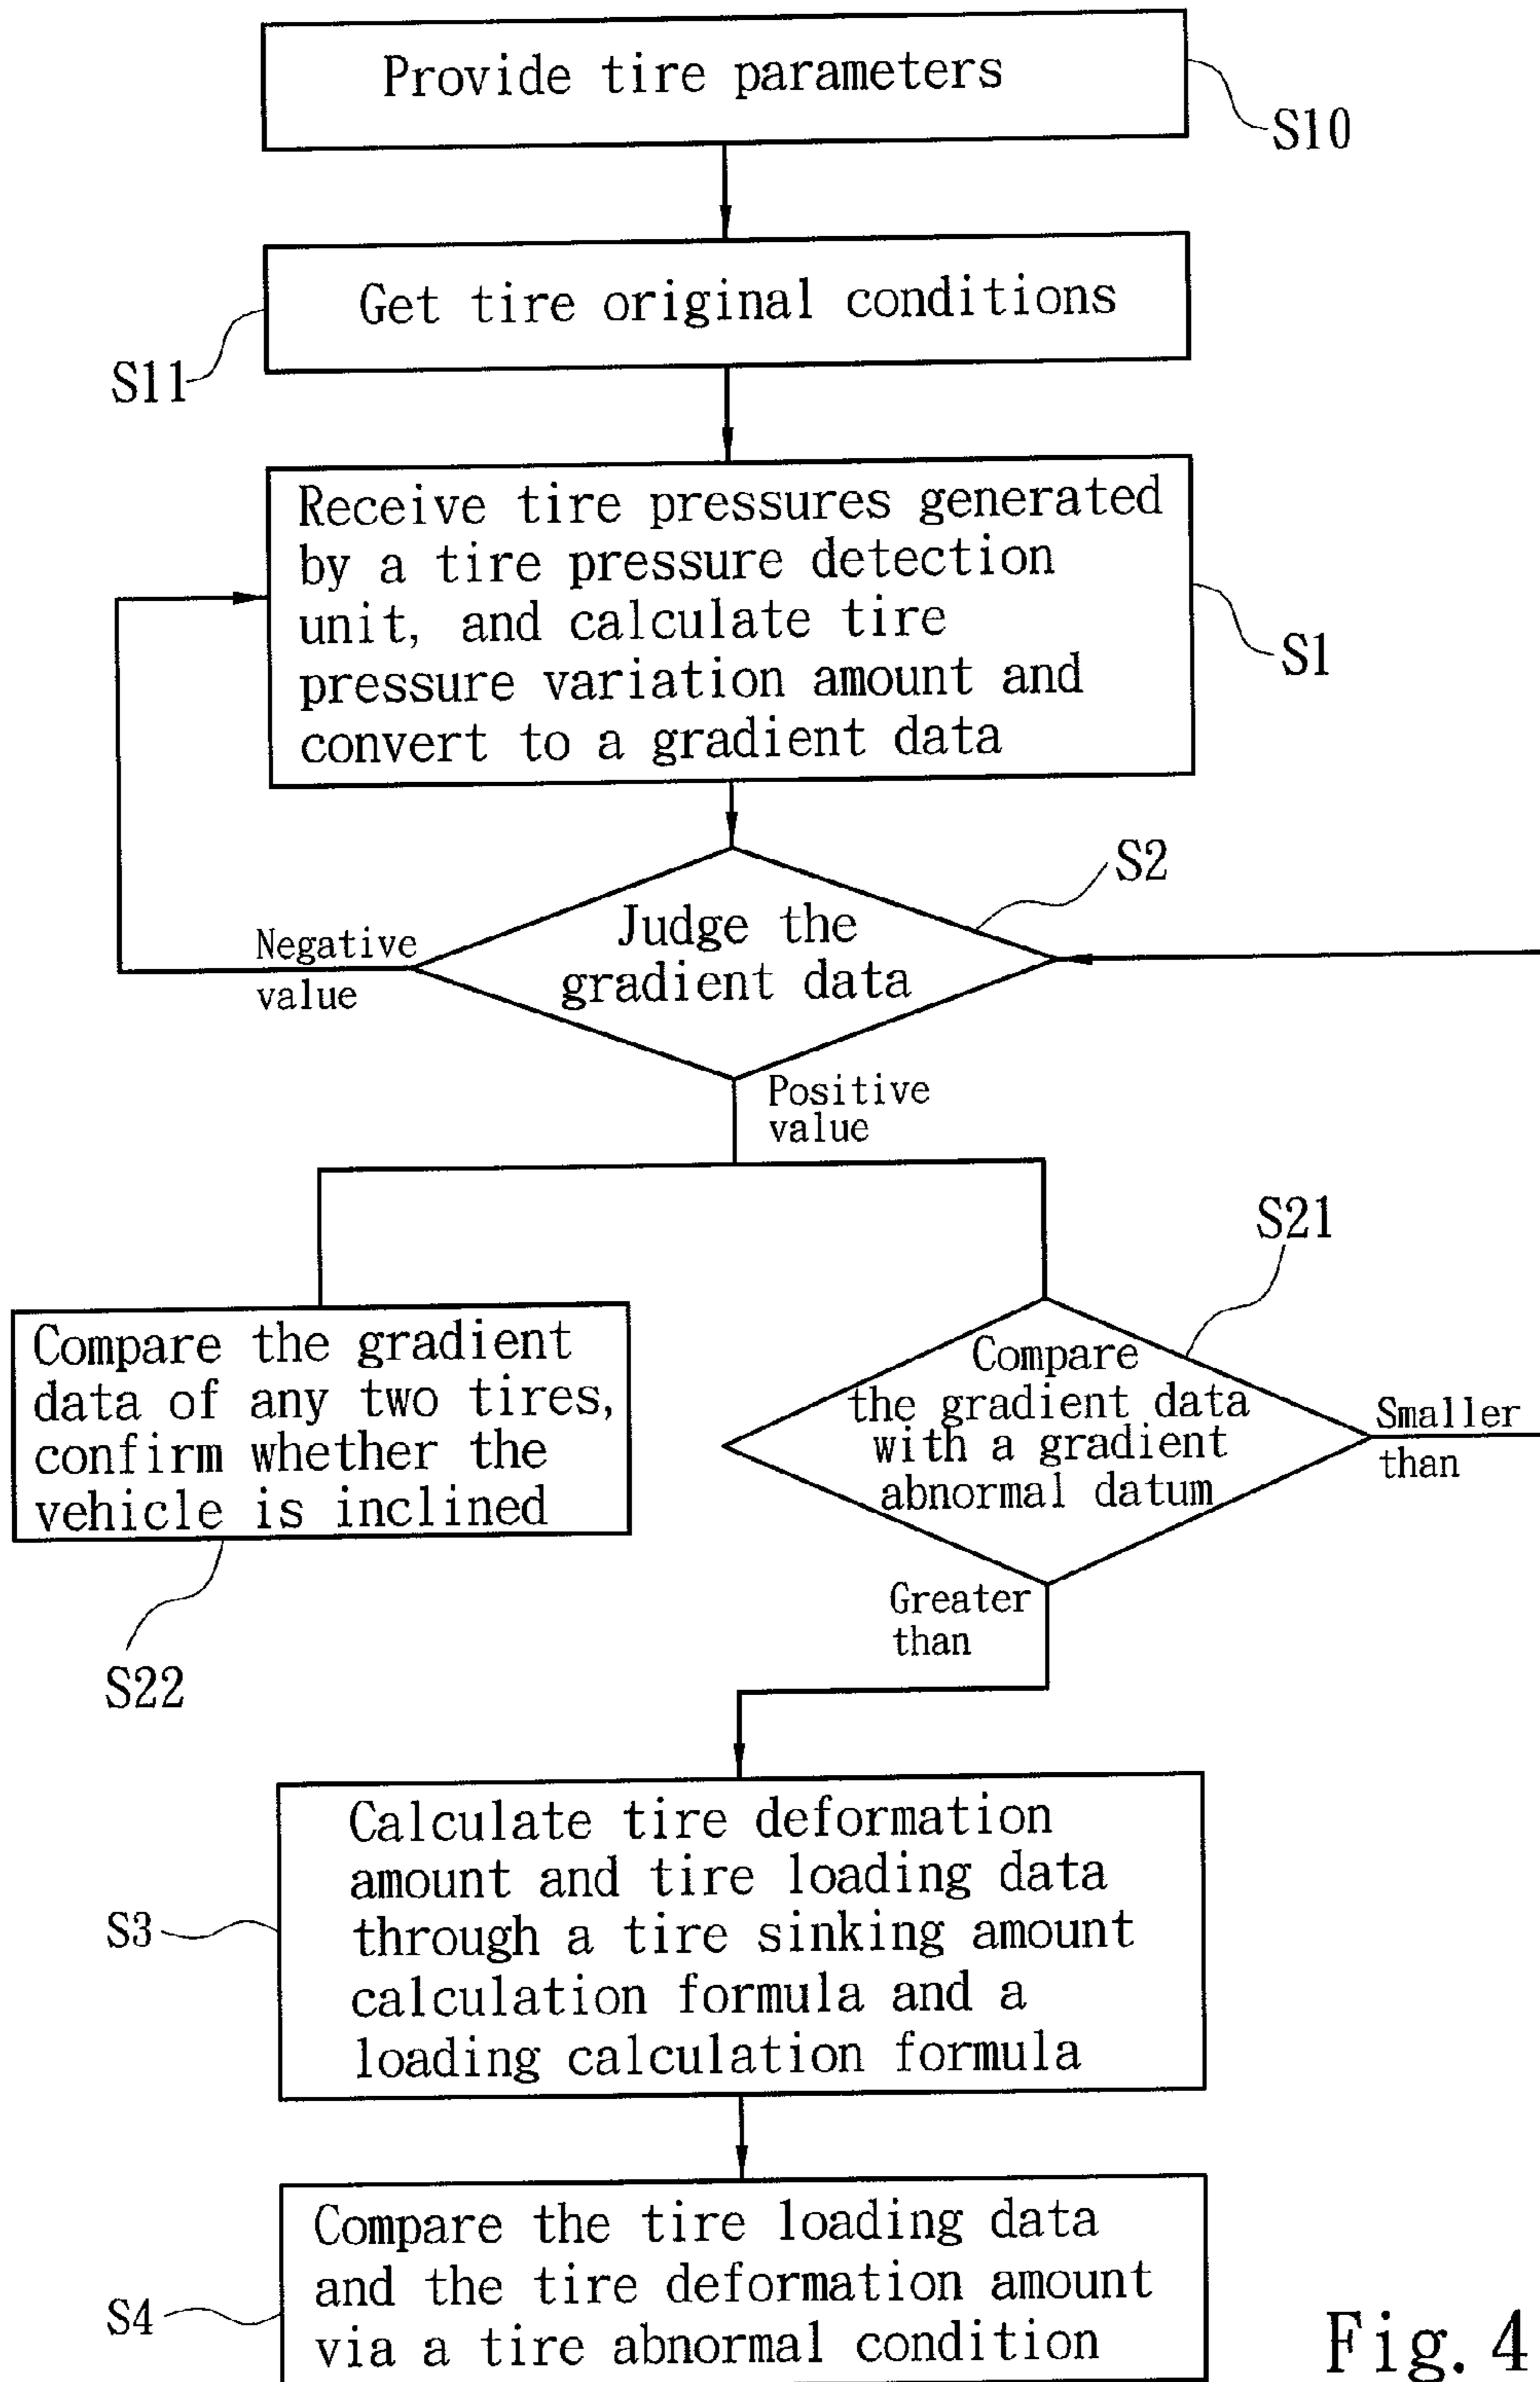 Provide tire parameters
S10
Get tire original conditions
S11
Receive tire pressures generated
by a tire pressure detection
unit, and calculate tire
pressure variation amount and
convert to a gradient data
S1
S2
Judge the
gradient data
Negative
value
Positive
value
S21
Compare the gradient
data of any two tires,
confirm whether the
vehicle is inclined
S22
Compare
the gradient data
with a gradient
abnormal datum
Smaller
than
Greater
than
Calculate tire deformation
amount and tire loading data
through a tire sinking amount
calculation formula and a
loading calculation formula
S3
Compare the tire loading data
and the tire deformation amount
via a tire abnormal condition
S4
Fig. 4